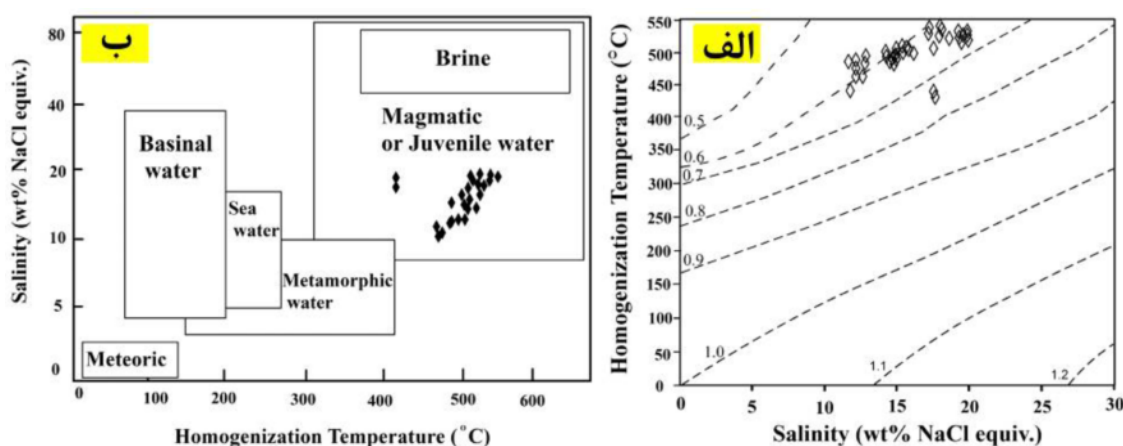 ب
80
40
20
10
5
0
Salinity (wt% NaCl equiv.)
Brine
Magmatic
or Juvenile water
Basinal
water
Sea
water
Metamorphic
water
Meteoric
0 100 200 300 400 500 600
Homogenization Temperature (°C)
الف
550
500
450
400
350
300
250
200
150
100
50
0
Homogenization Temperature (°C)
0.5
0.6
0.7
0.8
0.9
1.0
1.1
1.2
0 5 10 15 20 25 30
Salinity (wt% NaCl equiv.)